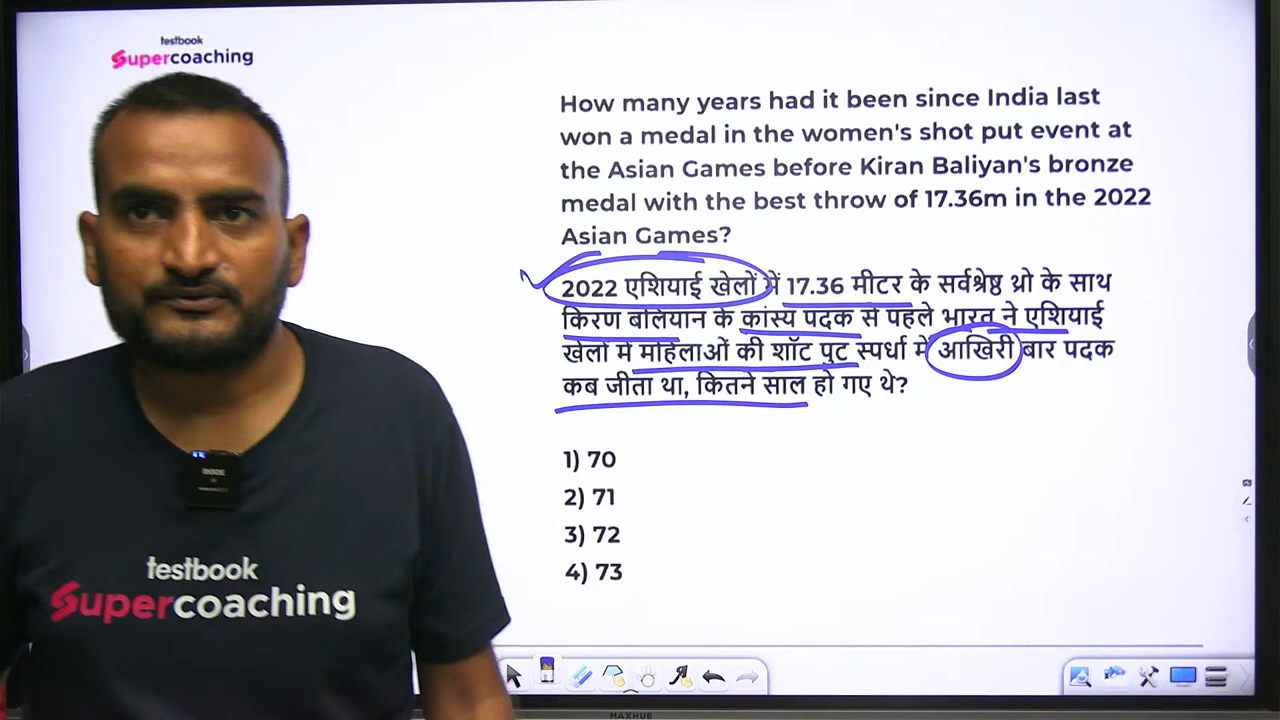 testbook
Supercoaching
How many years had it been since India last
won a medal in the women's shot put event at
the Asian Games before Kiran Baliyan's bronze
medal with the best throw of 17.36m in the 2022
Asian Games?
2022 एशियाई खेलों में 17.36 मीटर के सर्वश्रेष्ठ थ्रो के साथ
किरण बलियान के कांस्य पदक से पहले भारत ने एशियाई
खेलों में महिलाओं की शॉट पुट स्पर्धा में आखिरी बार पदक
कब जीता था, कितने साल हो गए थे?
1) 70
2) 71
3) 72
4) 73
testbook
Supercoaching
MAXHUB